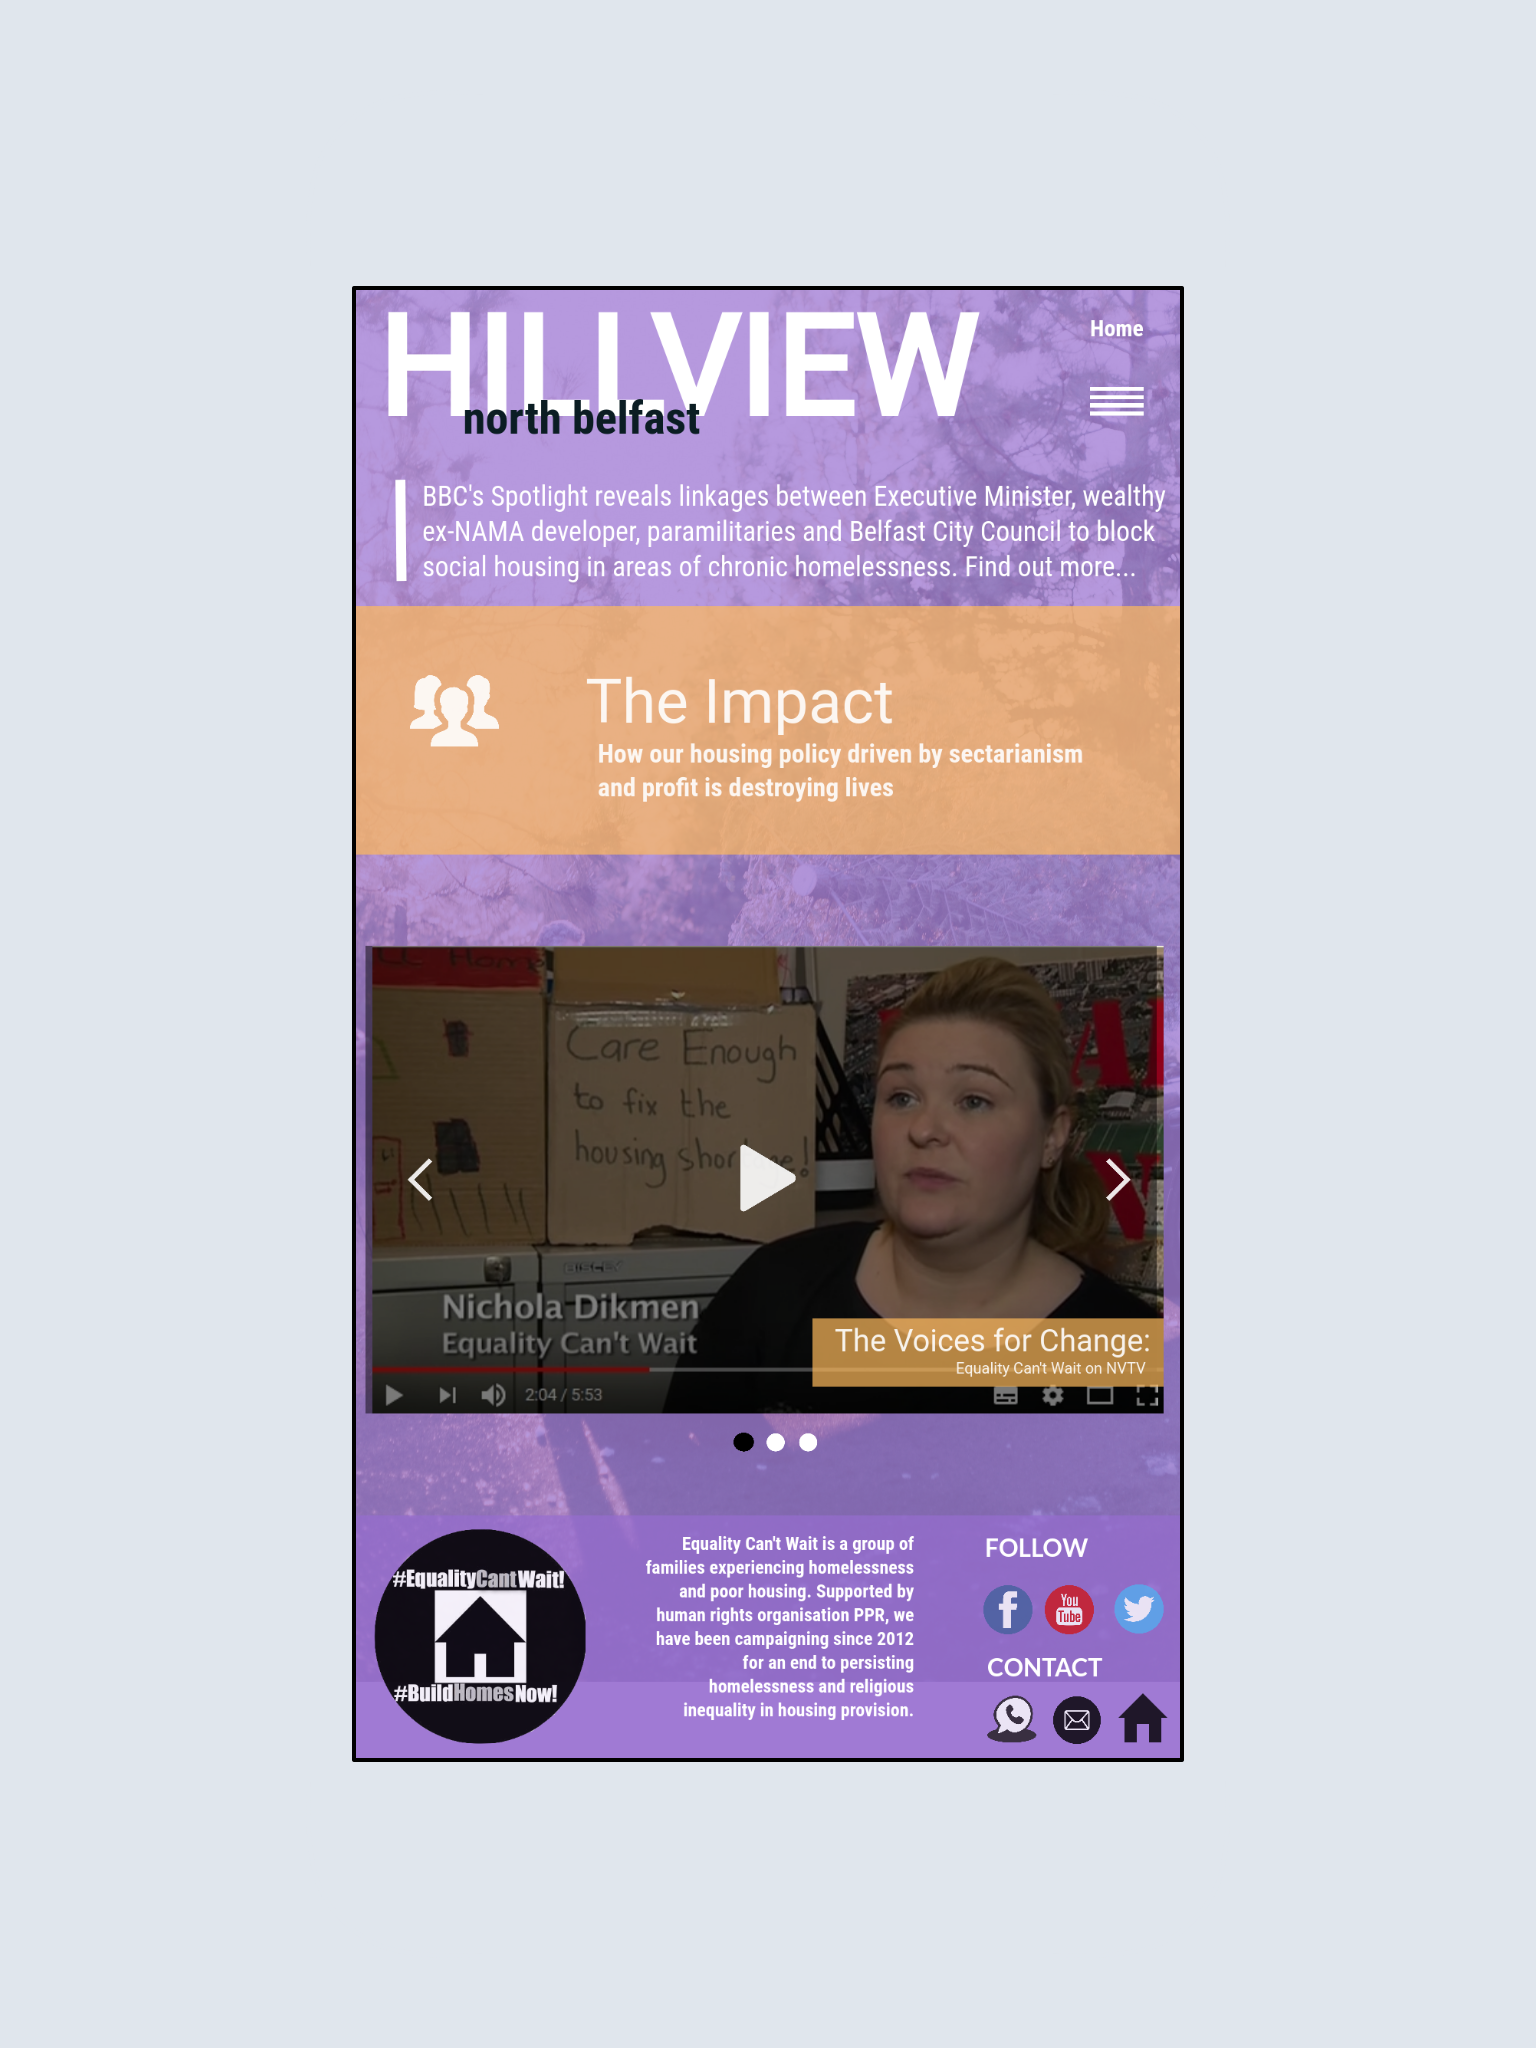 HILLVIEW
north belfast
Home
BBC's Spotlight reveals linkages between Executive Minister, wealthy
ex-NAMA developer, paramilitaries and Belfast City Council to block
social housing in areas of chronic homelessness. Find out more...
The Impact
How our housing policy driven by sectarianism
and profit is destroying lives
Care Enough
to fix the
housing
BISLEY
Nichola Dikmen
Equality Can't Wait
The Voices for Change:
Equality Can't Wait on NVTV
2:04 / 5:53
#EqualityCantWait!
#BuildHomesNow!
Equality Can't Wait is a group of
families experiencing homelessness
and poor housing. Supported by
human rights organisation PPR, we
have been campaigning since 2012
for an end to persisting
homelessness and religious
inequality in housing provision.
FOLLOW
f
You
Tube
CONTACT